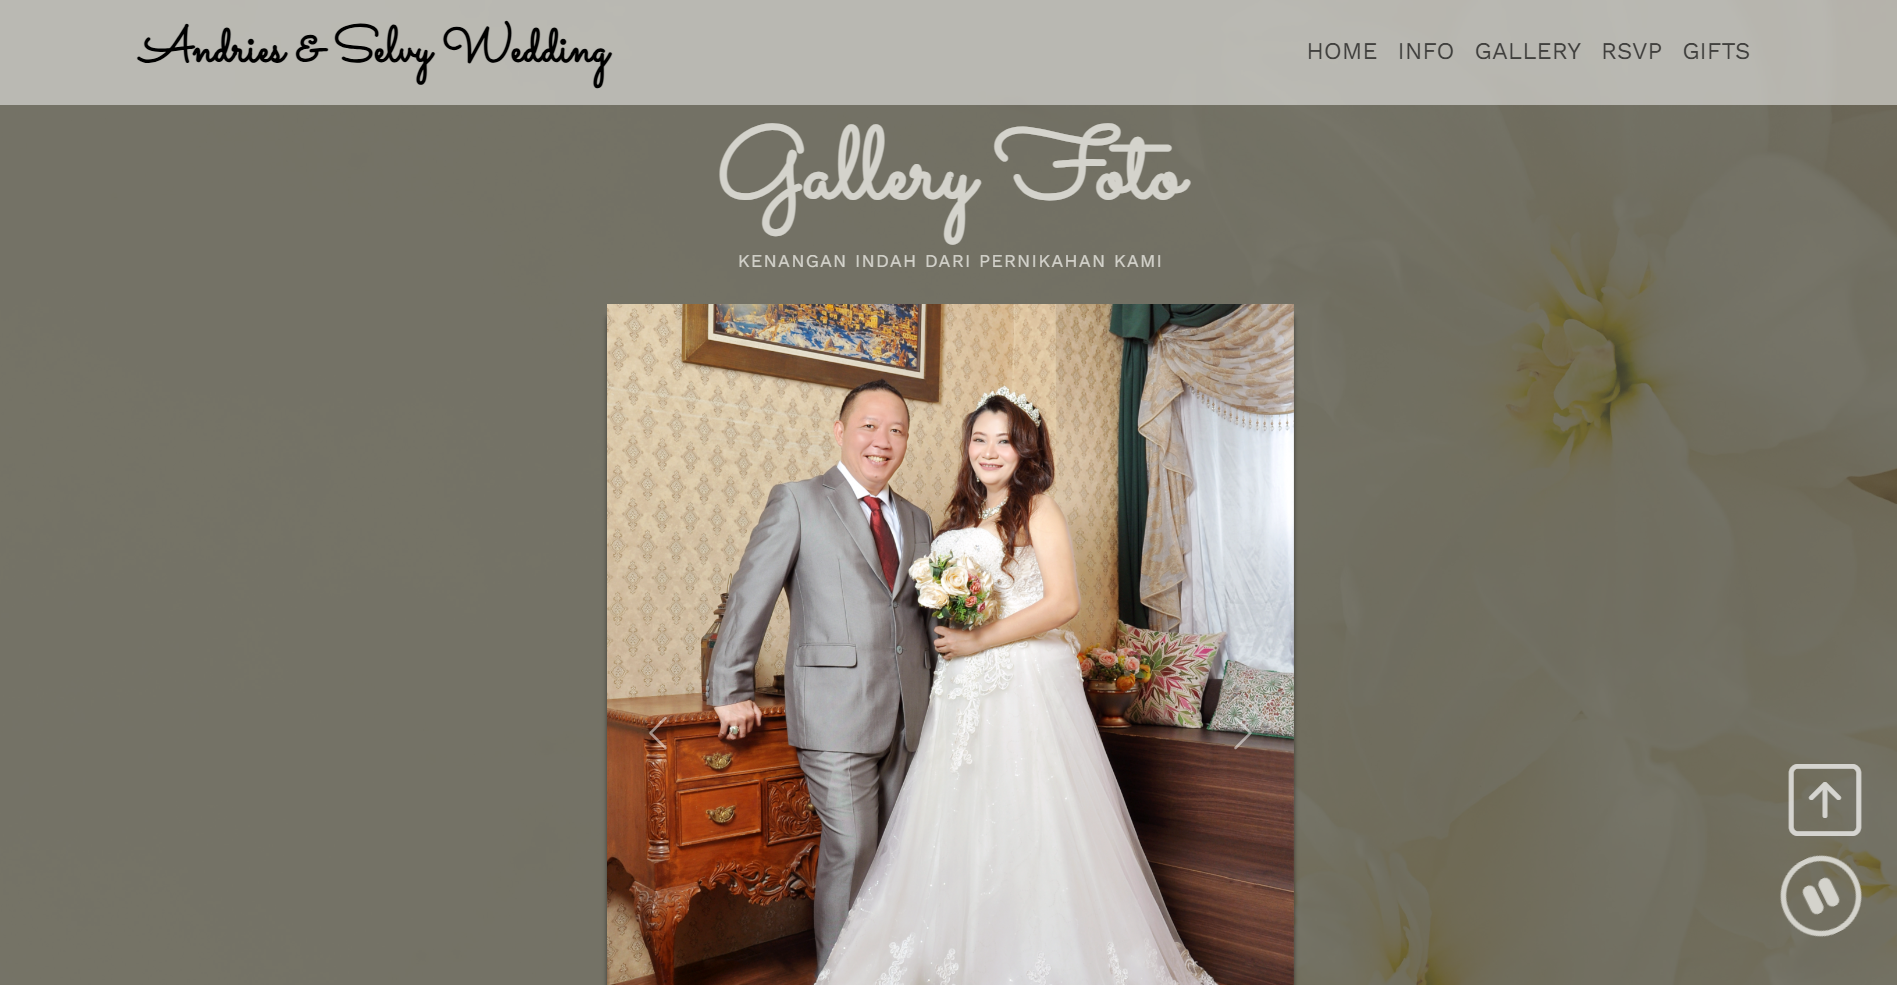 Andries & Selvy Wedding
HOME INFO GALLERY RSVP GIFTS
Gallery Foto
KENANGAN INDAH DARI PERNIKAHAN KAMI